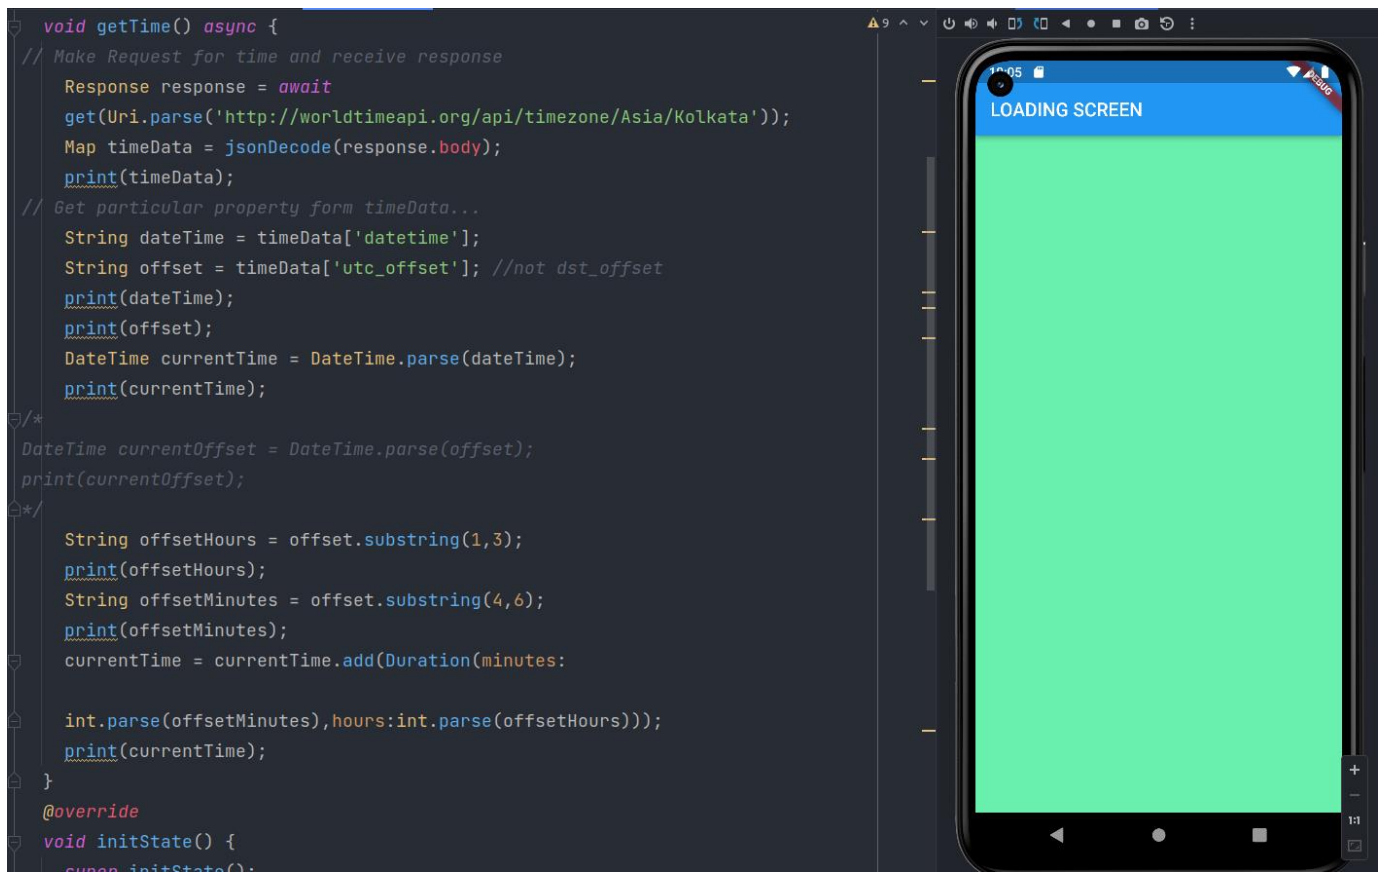 void getTime() async {
// Make Request for time and receive response
Response response = await
get(Uri.parse('http://worldtimeapi.org/api/timezone/Asia/Kolkata'));
Map timeData = jsonDecode(response.body);
print(timeData);
// Get particular property form timeData...
String dateTime = timeData['datetime'];
String offset = timeData['utc_offset']; //not dst_offset
print(dateTime);
print(offset);
DateTime currentTime = DateTime.parse(dateTime);
print(currentTime);
/*
DateTime currentOffset = DateTime.parse(offset);
print(currentOffset);
*/
String offsetHours = offset.substring(1,3);
print(offsetHours);
String offsetMinutes = offset.substring(4,6);
print(offsetMinutes);
currentTime = currentTime.add(Duration(minutes:
int.parse(offsetMinutes),hours:int.parse(offsetHours)));
print(currentTime);
}
@override
void initState() {
super.initState();
9
DEBUG
LOADING SCREEN
1:1